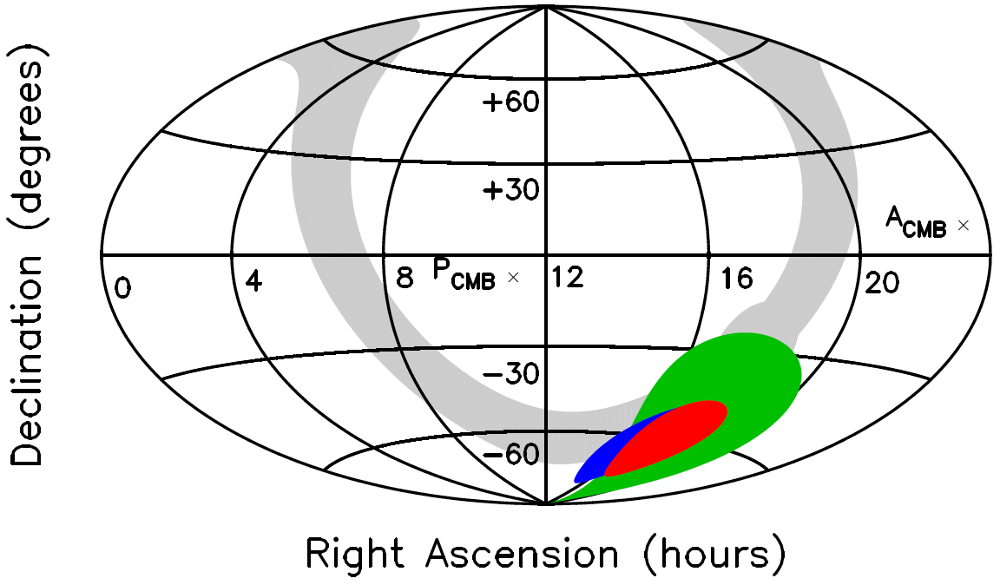 Declination (degrees)
+60
+30
A_CMB ×
0 4 8 P_CMB × 12 16 20
−30
−60
Right Ascension (hours)